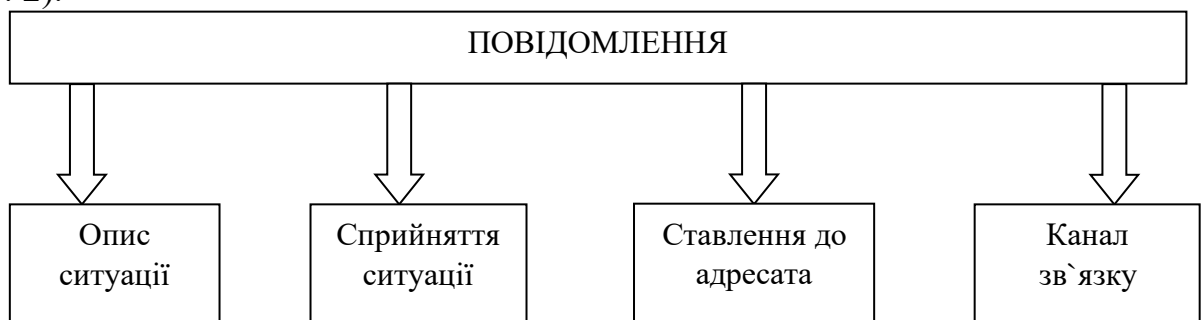 ПОВІДОМЛЕННЯ
Опис
ситуації
Сприйняття
ситуації
Ставлення до
адресата
Канал
зв`язку